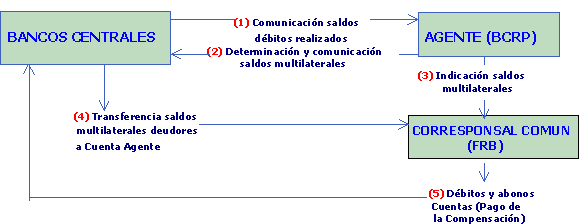 BANCOS CENTRALES
(1) Comunicación saldos
débitos realizados
(2) Determinación y comunicación
saldos multilaterales
AGENTE (BCRP)
(3) Indicación saldos
multilaterales
(4) Transferencia saldos
multilaterales deudores
a Cuenta Agente
CORRESPONSAL COMUN
(FRB)
(5) Débitos y abonos
Cuentas (Pago de
la Compensación)